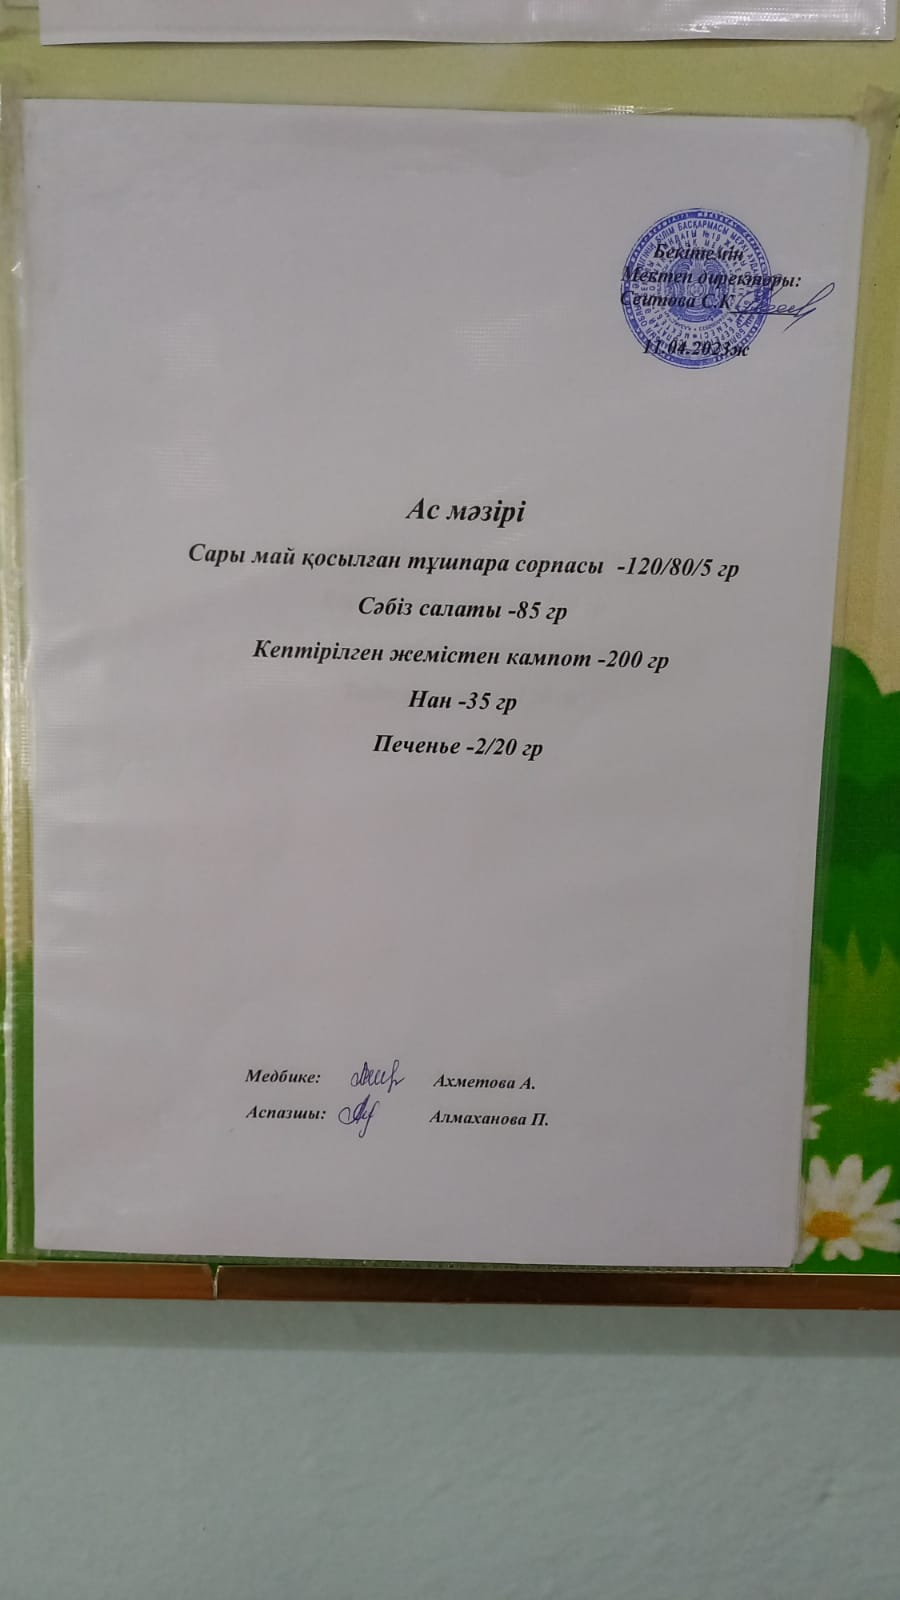 Бекітемін
Мектеп директоры:
Сеитова С.К
11.04.2023ж
Ас мәзірі
Сары май қосылған тұшпара сорпасы -120/80/5 гр
Сәбіз салаты -85 гр
Кептірілген жемістен кампот -200 гр
Нан -35 гр
Печенье -2/20 гр
Медбике: Ахметова А.
Аспазшы: Алмаханова П.